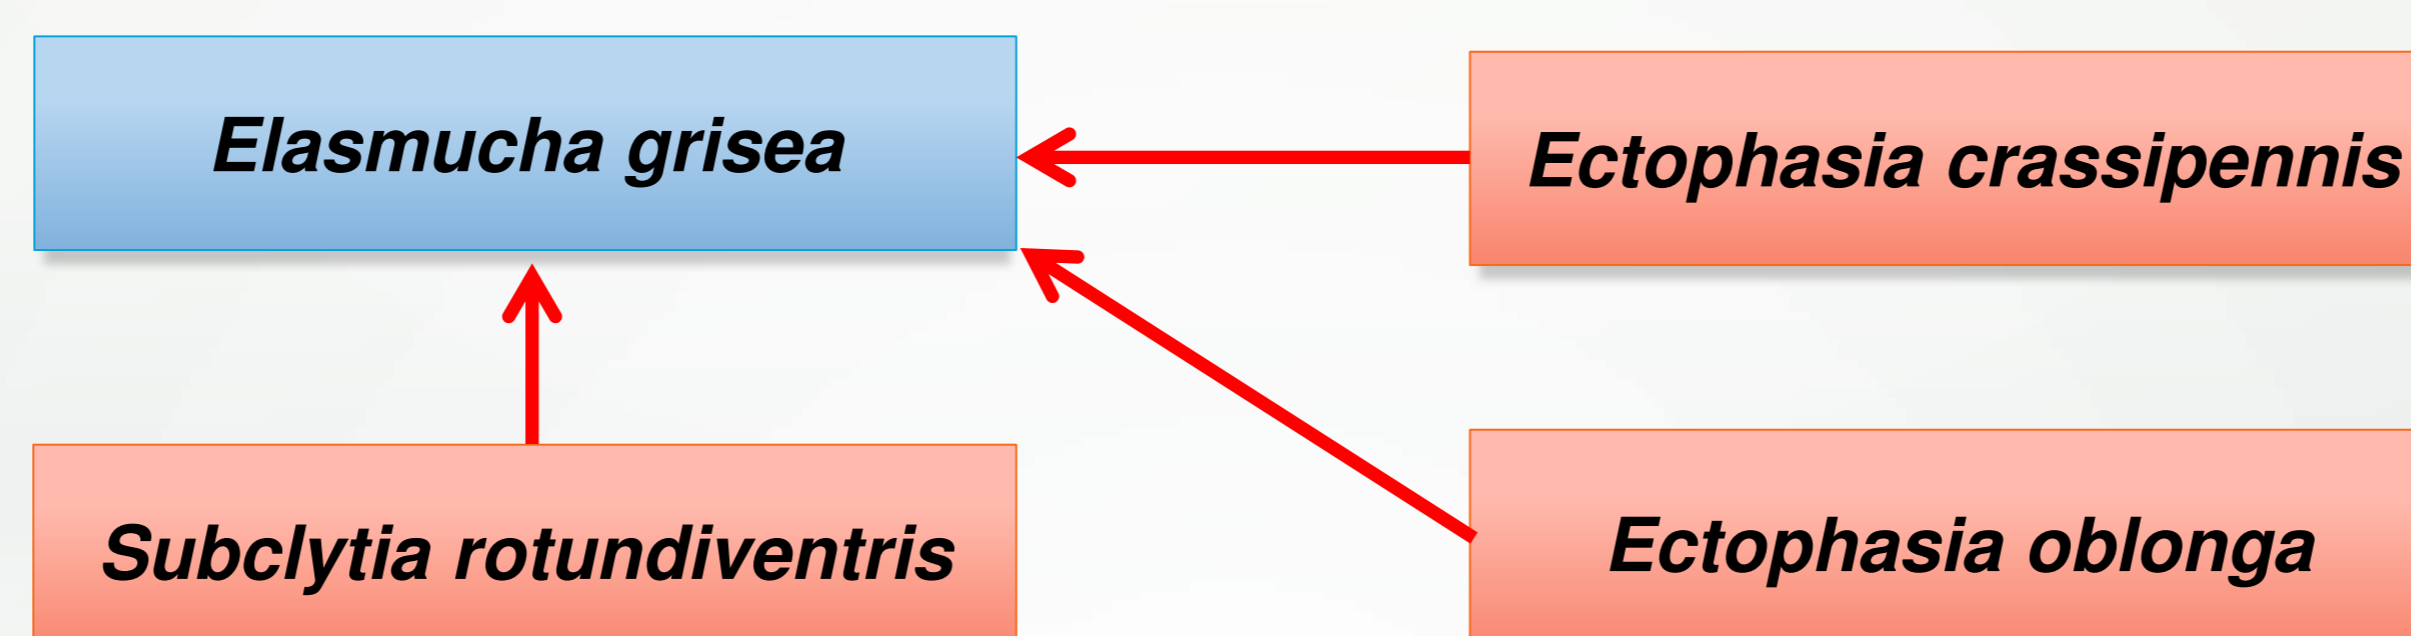 Elasmucha grisea
Ectophasia crassipennis
Subclytia rotundiventris
Ectophasia oblonga